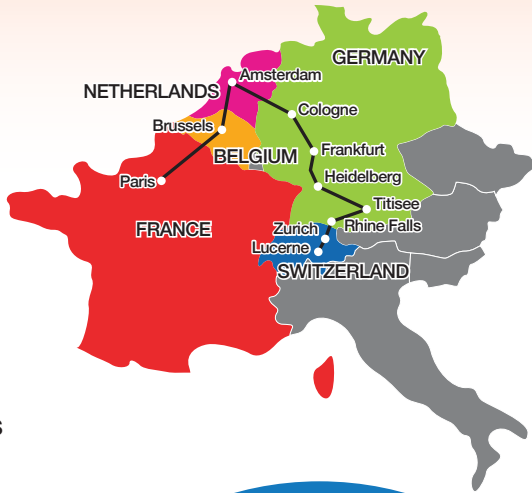 GERMANY
Amsterdam
NETHERLANDS
Cologne
Brussels
BELGIUM
Frankfurt
Heidelberg
Paris
Titisee
FRANCE
Zurich
Rhine Falls
Lucerne
SWITZERLAND
s